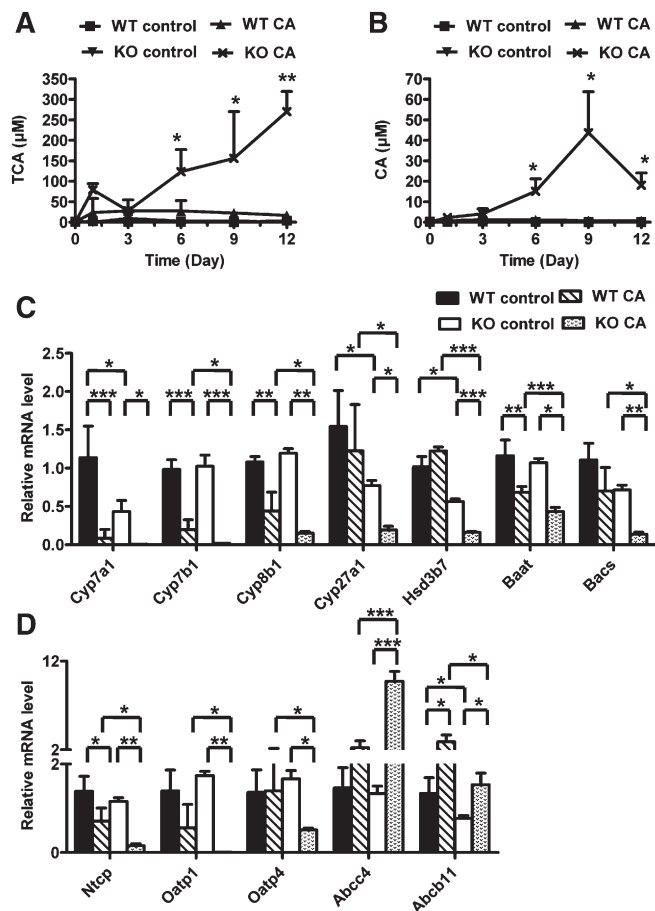 A
WT control WT CA
KO control KO CA
TCA (µM)
350
300
250
200
150
100
50
0
* * **
0 3 6 9 12
Time (Day)
B
WT control WT CA
KO control KO CA
CA (µM)
70
60
50
40
30
20
10
0
* * *
0 3 6 9 12
Time (Day)
C
WT control WT CA
KO control KO CA
Relative mRNA level
2.5
2.0
1.5
1.0
0.5
0.0
* * * * *** *** *
*** * *** *** ** ** * * *** ** * **
Cyp7a1 Cyp7b1 Cyp8b1 Cyp27a1 Hsd3b7 Baat Bacs
D
Relative mRNA level
12
2
2
0
*** *
* * * *** *
* ** ** * * *
Ntcp Oatp1 Oatp4 Abcc4 Abcb11